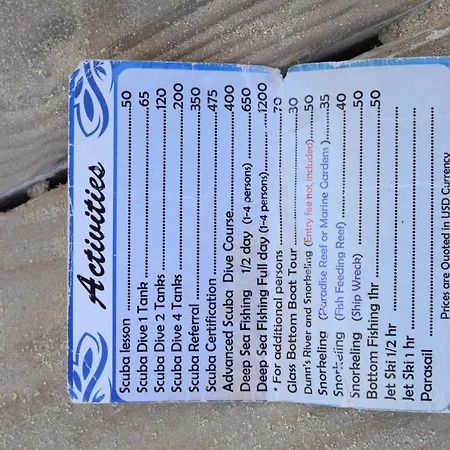 Activities
Scuba lesson ........................ 50
Scuba Dive 1 Tank ........................ 65
Scuba Dive 2 Tanks ........................ 120
Scuba Dive 4 Tanks ........................ 200
Scuba Referral ........................ 350
Scuba Certification ........................ 475
Advanced Scuba Dive Course ........................ 400
Deep Sea Fishing 1/2 day (1-4 persons) ........ 650
Deep Sea Fishing Full day (1-4 persons) ........ 1200
* For additional persons ........................ 70
Glass Bottom Boat Tour ........................ 30
Dunn's River and Snorkeling (Entry fee not included) ..... 50
Snorkeling (Paradise Reef or Marine Gardens) ..... 35
Snorkeling (Fish Feeding Reef) ........................ 40
Snorkeling (Ship Wreck) ........................ 50
Bottom Fishing 1hr ........................ 50
Jet Ski 1/2 hr ........................
Jet Ski 1 hr ........................
Parasail ........................
Prices are Quoted in USD Currency